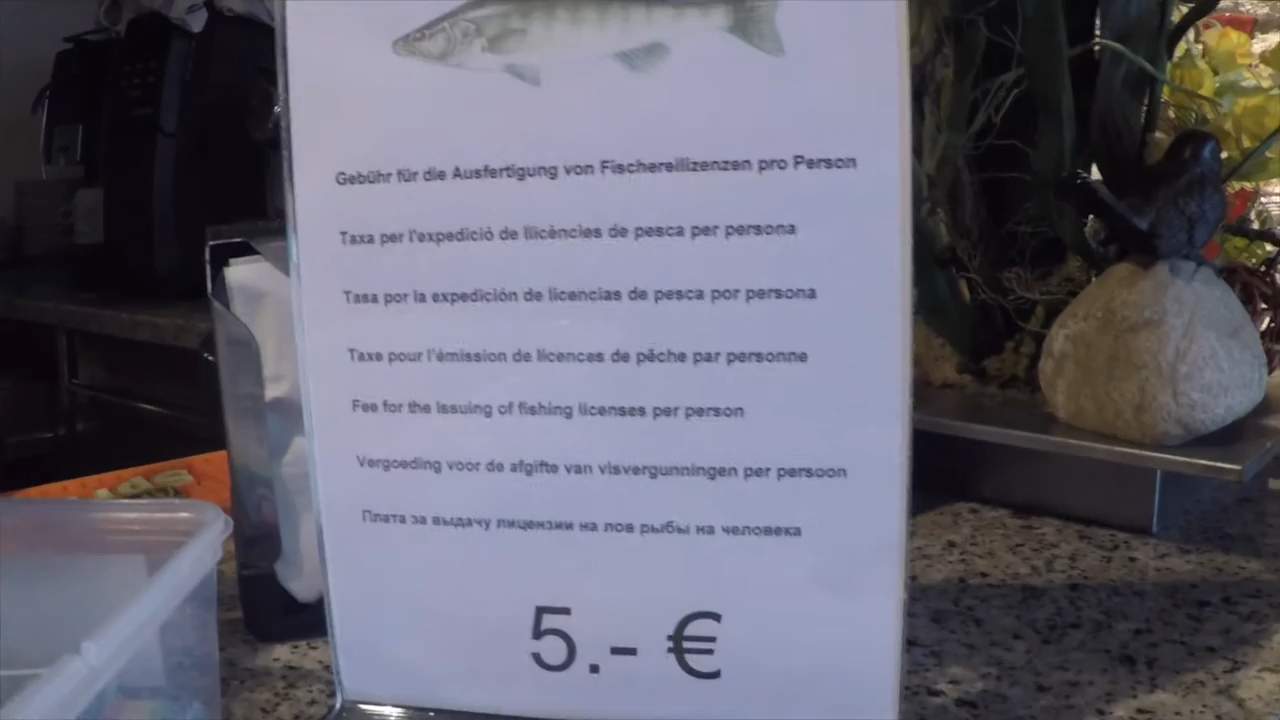 Gebühr für die Ausfertigung von Fischereilizenzen pro Person
Taxa per l'expedició de llicències de pesca per persona
Tasa por la expedición de licencias de pesca por persona
Taxe pour l'émission de licences de pêche par personne
Fee for the issuing of fishing licenses per person
Vergoeding voor de afgifte van visvergunningen per persoon
Плата за выдачу лицензии на лов рыбы на человека
5.- €